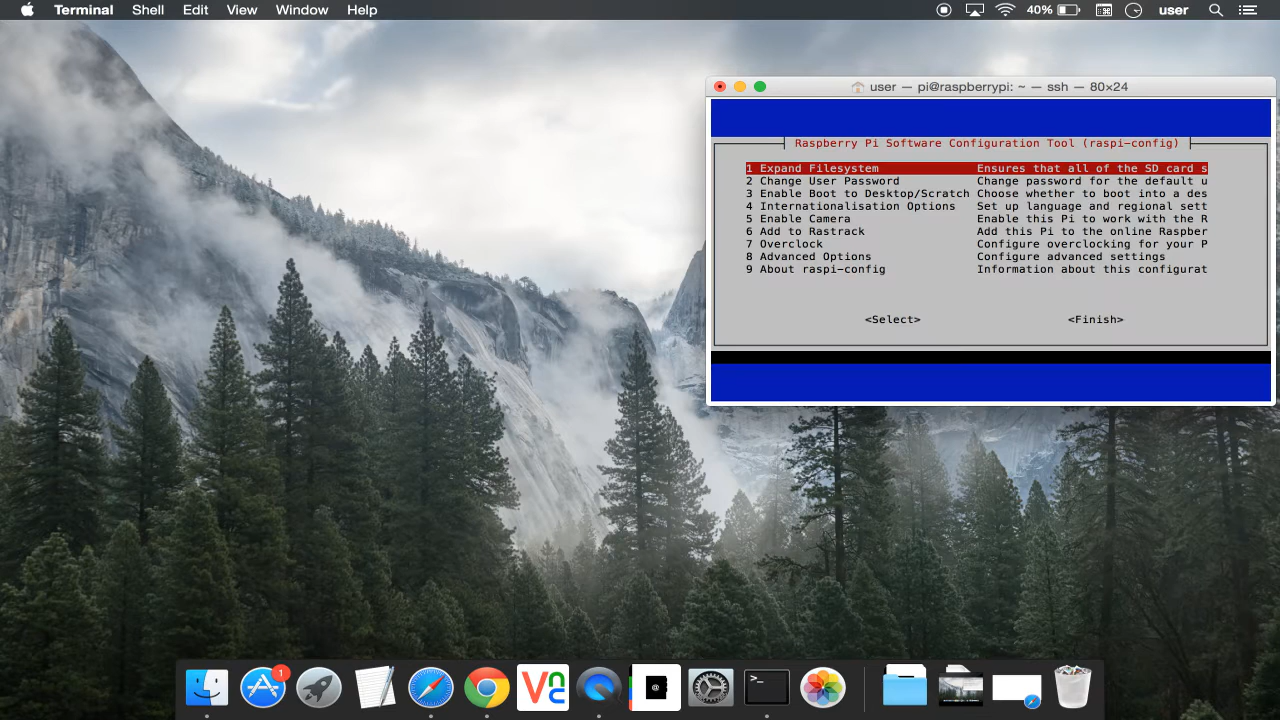 Terminal Shell Edit View Window Help 40% user
user — pi@raspberrypi: ~ — ssh — 80×24
Raspberry Pi Software Configuration Tool (raspi-config)
1 Expand Filesystem Ensures that all of the SD card s
2 Change User Password Change password for the default u
3 Enable Boot to Desktop/Scratch Choose whether to boot into a des
4 Internationalisation Options Set up language and regional sett
5 Enable Camera Enable this Pi to work with the R
6 Add to Rastrack Add this Pi to the online Raspber
7 Overclock Configure overclocking for your P
8 Advanced Options Configure advanced settings
9 About raspi-config Information about this configurat
<Select> <Finish>
1
VNC
@
>_